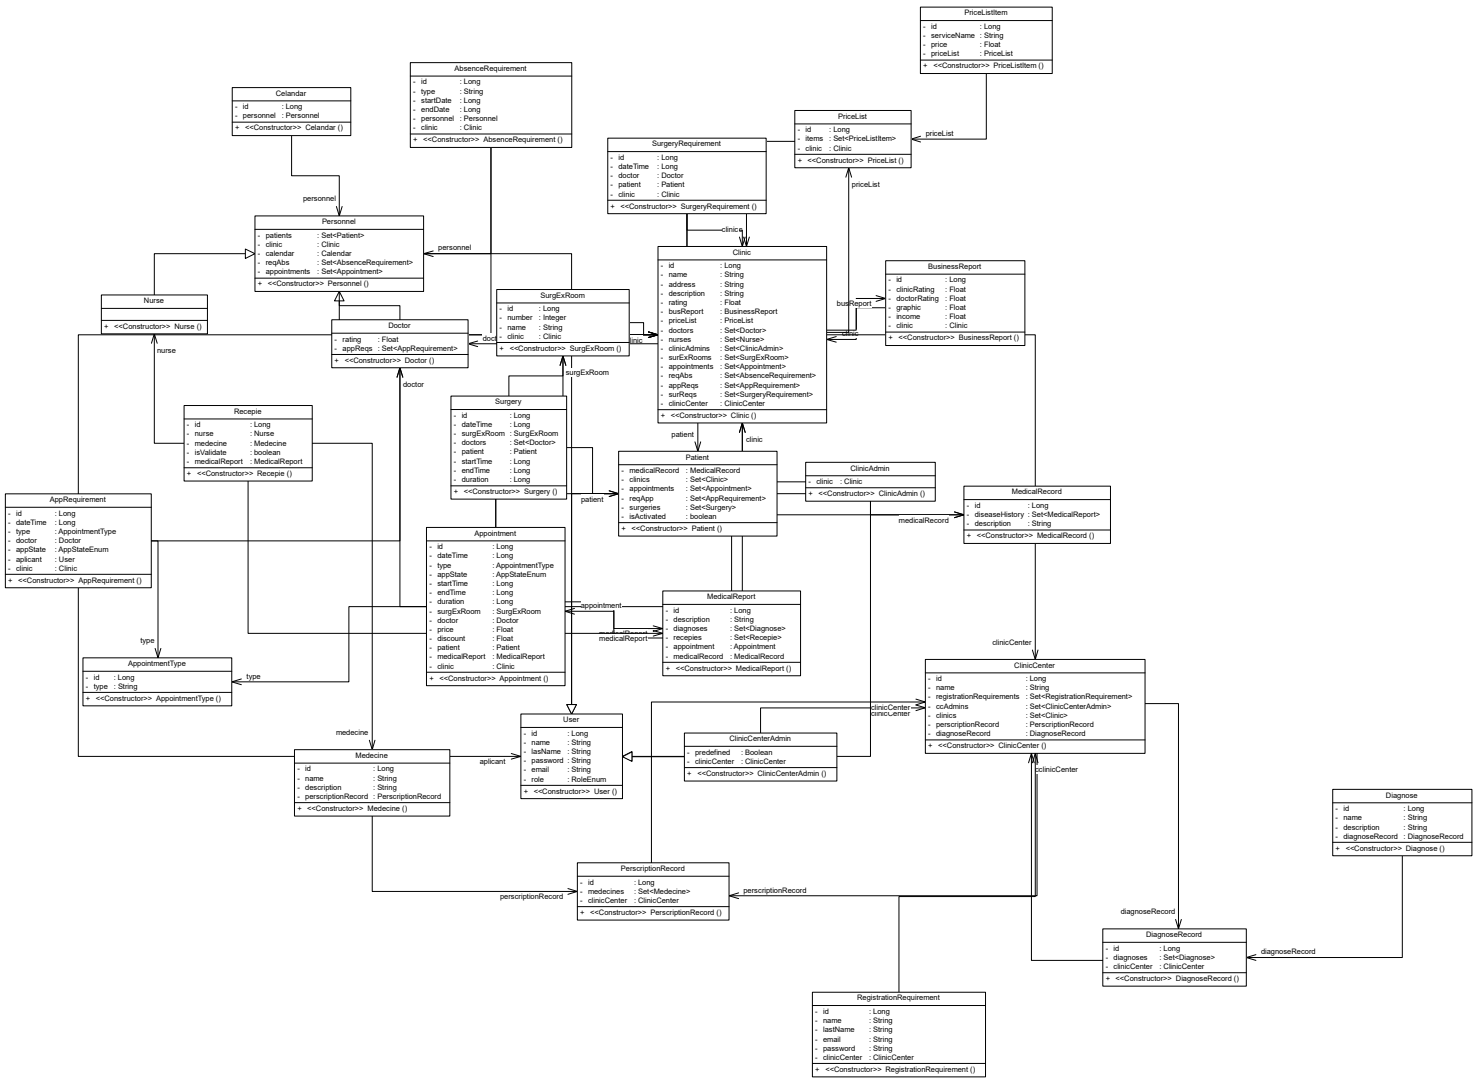 PriceListItem
- id : Long
- serviceName : String
- price : Float
- priceList : PriceList
+ <<Constructor>> PriceListItem ()
AbsenceRequirement
- id : Long
- type : String
- startDate : Long
- endDate : Long
- personnel : Personnel
- clinic : Clinic
+ <<Constructor>> AbsenceRequirement ()
Celandar
- id : Long
- personnel : Personnel
+ <<Constructor>> Celandar ()
PriceList
- id : Long
- items : Set<PriceListItem>
- clinic : Clinic
+ <<Constructor>> PriceList ()
priceList
SurgeryRequirement
- id : Long
- dateTime : Long
- doctor : Doctor
- patient : Patient
- clinic : Clinic
+ <<Constructor>> SurgeryRequirement ()
priceList
personnel
Personnel
- patients : Set<Patient>
- clinic : Clinic
- calendar : Calendar
- reqAbs : Set<AbsenceRequirement>
- appointments : Set<Appointment>
+ <<Constructor>> Personnel ()
personnel
Clinic
- id : Long
- name : String
- address : String
- description : String
- rating : Float
- busReport : BusinessReport
- priceList : PriceList
- doctors : Set<Doctor>
- nurses : Set<Nurse>
- clinicAdmins : Set<ClinicAdmin>
- surExRooms : Set<SurgExRoom>
- appointments : Set<Appointment>
- reqAbs : Set<AbsenceRequirement>
- appReqs : Set<AppRequirement>
- surReqs : Set<SurgeryRequirement>
- clinicCenter : ClinicCenter
+ <<Constructor>> Clinic ()
BusinessReport
- id : Long
- clinicRating : Float
- doctorRating : Float
- graphic : Float
- income : Float
- clinic : Clinic
+ <<Constructor>> BusinessReport ()
busReport
Nurse
+ <<Constructor>> Nurse ()
nurse
SurgExRoom
- id : Long
- number : Integer
- name : String
- clinic : Clinic
+ <<Constructor>> SurgExRoom ()
surgExRoom
Doctor
- rating : Float
- appReqs : Set<AppRequirement>
+ <<Constructor>> Doctor ()
doctor
Surgery
- id : Long
- dateTime : Long
- surgExRoom : SurgExRoom
- doctors : Set<Doctor>
- patient : Patient
- startTime : Long
- endTime : Long
- duration : Long
+ <<Constructor>> Surgery ()
patient
Recepie
- id : Long
- nurse : Nurse
- medecine : Medecine
- isValidate : boolean
- medicalReport : MedicalReport
+ <<Constructor>> Recepie ()
patient
clinic
Patient
- medicalRecord : MedicalRecord
- clinics : Set<Clinic>
- appointments : Set<Appointment>
- reqApp : Set<AppRequirement>
- surgeries : Set<Surgery>
- isActivated : boolean
+ <<Constructor>> Patient ()
ClinicAdmin
- clinic : Clinic
+ <<Constructor>> ClinicAdmin ()
medicalRecord
MedicalRecord
- id : Long
- diseaseHistory : Set<MedicalReport>
- description : String
+ <<Constructor>> MedicalRecord ()
AppRequirement
- id : Long
- dateTime : Long
- type : AppointmentType
- doctor : Doctor
- appState : AppStateEnum
- aplicant : User
- clinic : Clinic
+ <<Constructor>> AppRequirement ()
Appointment
- id : Long
- dateTime : Long
- type : AppointmentType
- appState : AppStateEnum
- startTime : Long
- endTime : Long
- duration : Long
- surgExRoom : SurgExRoom
- doctor : Doctor
- price : Float
- discount : Float
- patient : Patient
- medicalReport : MedicalReport
- clinic : Clinic
+ <<Constructor>> Appointment ()
appointment
medicalReport
MedicalReport
- id : Long
- description : String
- diagnoses : Set<Diagnose>
- recepies : Set<Recepie>
- appointment : Appointment
- medicalRecord : MedicalRecord
+ <<Constructor>> MedicalReport ()
type
AppointmentType
- id : Long
- type : String
+ <<Constructor>> AppointmentType ()
type
clinicCenter
ClinicCenter
- id : Long
- name : String
- registrationRequirements : Set<RegistrationRequirement>
- ccAdmins : Set<ClinicCenterAdmin>
- clinics : Set<Clinic>
- perscriptionRecord : PerscriptionRecord
- diagnoseRecord : DiagnoseRecord
+ <<Constructor>> ClinicCenter ()
clinicCenter
clinicCenter
User
- id : Long
- name : String
- lasName : String
- password : String
- email : String
- role : RoleEnum
+ <<Constructor>> User ()
ClinicCenterAdmin
- predefined : Boolean
- clinicCenter : ClinicCenter
+ <<Constructor>> ClinicCenterAdmin ()
medecine
Medecine
- id : Long
- name : String
- description : String
- perscriptionRecord : PerscriptionRecord
+ <<Constructor>> Medecine ()
aplicant
clinicCenter
Diagnose
- id : Long
- name : String
- description : String
- diagnoseRecord : DiagnoseRecord
+ <<Constructor>> Diagnose ()
PerscriptionRecord
- id : Long
- medecines : Set<Medecine>
- clinicCenter : ClinicCenter
+ <<Constructor>> PerscriptionRecord ()
perscriptionRecord
perscriptionRecord
diagnoseRecord
DiagnoseRecord
- id : Long
- diagnoses : Set<Diagnose>
- clinicCenter : ClinicCenter
+ <<Constructor>> DiagnoseRecord ()
diagnoseRecord
RegistrationRequirement
- id : Long
- name : String
- lastName : String
- email : String
- password : String
- clinicCenter : ClinicCenter
+ <<Constructor>> RegistrationRequirement ()